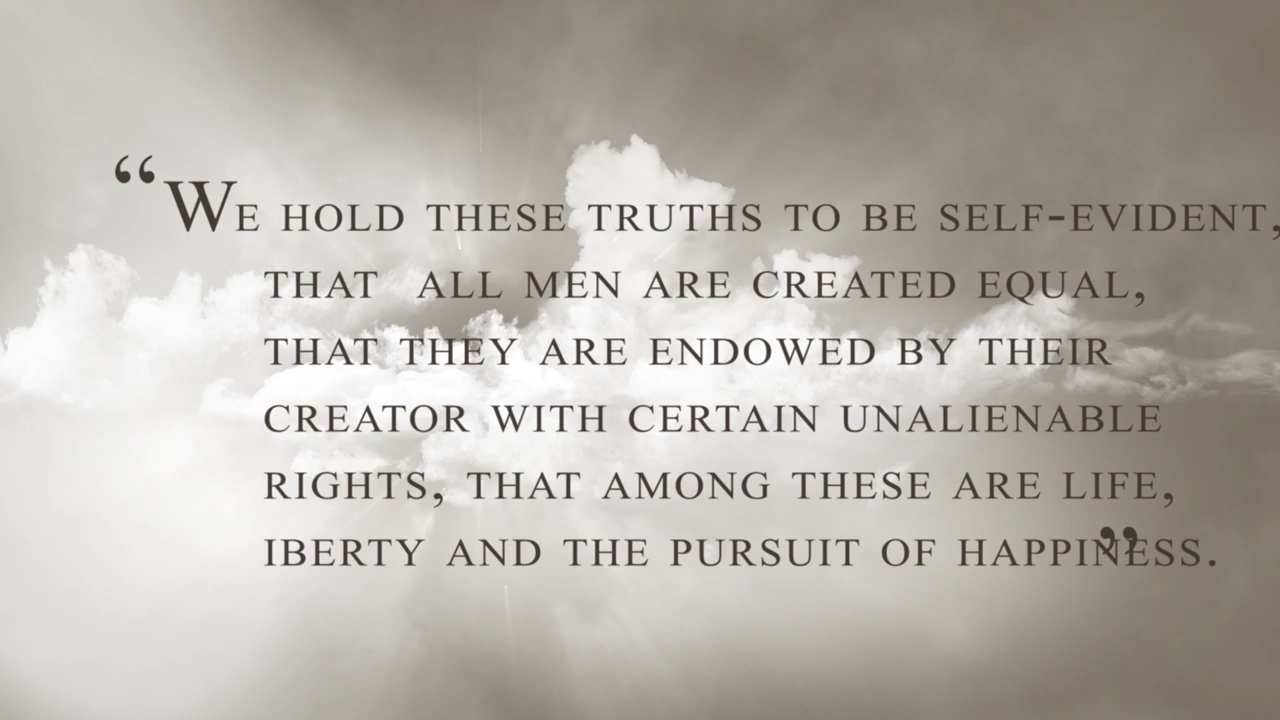 “WE HOLD THESE TRUTHS TO BE SELF-EVIDENT,
THAT ALL MEN ARE CREATED EQUAL,
THAT THEY ARE ENDOWED BY THEIR
CREATOR WITH CERTAIN UNALIENABLE
RIGHTS, THAT AMONG THESE ARE LIFE,
IBERTY AND THE PURSUIT OF HAPPINESS.”